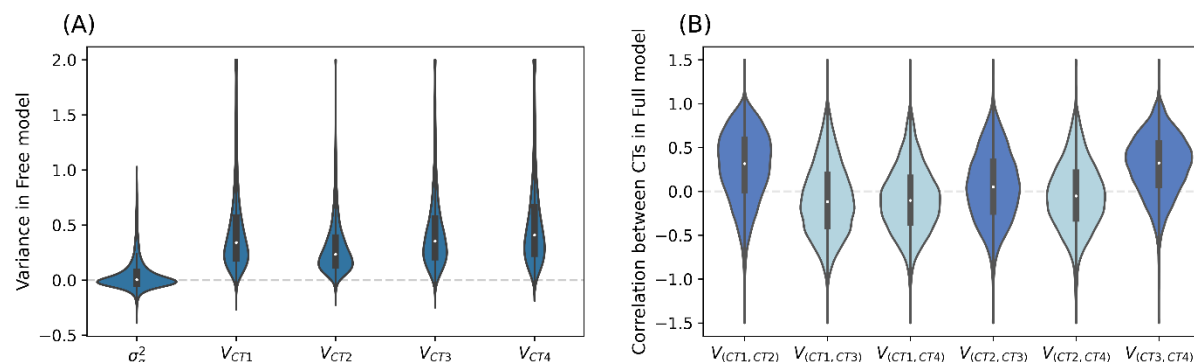 (A)
Variance in Free model
2.0
1.5
1.0
0.5
0.0
−0.5
σ²
V_CT1
V_CT2
V_CT3
V_CT4
(B)
Correlation between CTs in Full model
1.5
1.0
0.5
0.0
−0.5
−1.0
−1.5
V_(CT1, CT2)
V_(CT1, CT3)
V_(CT1, CT4)
V_(CT2, CT3)
V_(CT2, CT4)
V_(CT3, CT4)